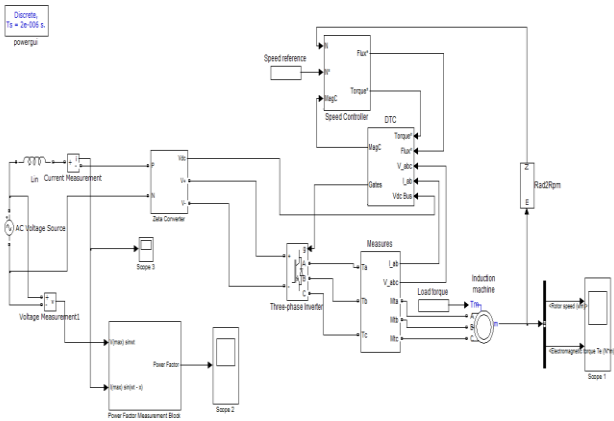 Discrete,
Ts = 2e-006 s.
powergui
Speed reference
N
N*
MagC
Flux*
Torque*
Speed Controller
DTC
MagC
Gates
Torque*
Flux*
V_abc
I_ab
Vdc Bus
Rad2Rpm
Lin
Current Measurement
AC Voltage Source
Voltage Measurement1
P
N
Vdc
V+
V-
Zeta Converter
Scope 3
g
A
B
C
+
-
Three-phase Inverter
Measures
Ta
Tb
Tc
I_ab
V_abc
Mta
Mtb
Mtc
Load torque
Induction
machine
Tm
A
B
C
m
<Rotor speed (wm)>
<Electromagnetic torque Te (N*m)>
Scope 1
V(max) sinwt
I(max) sin(wt - x)
Power Factor
Power Factor Measurement Block
Scope 2